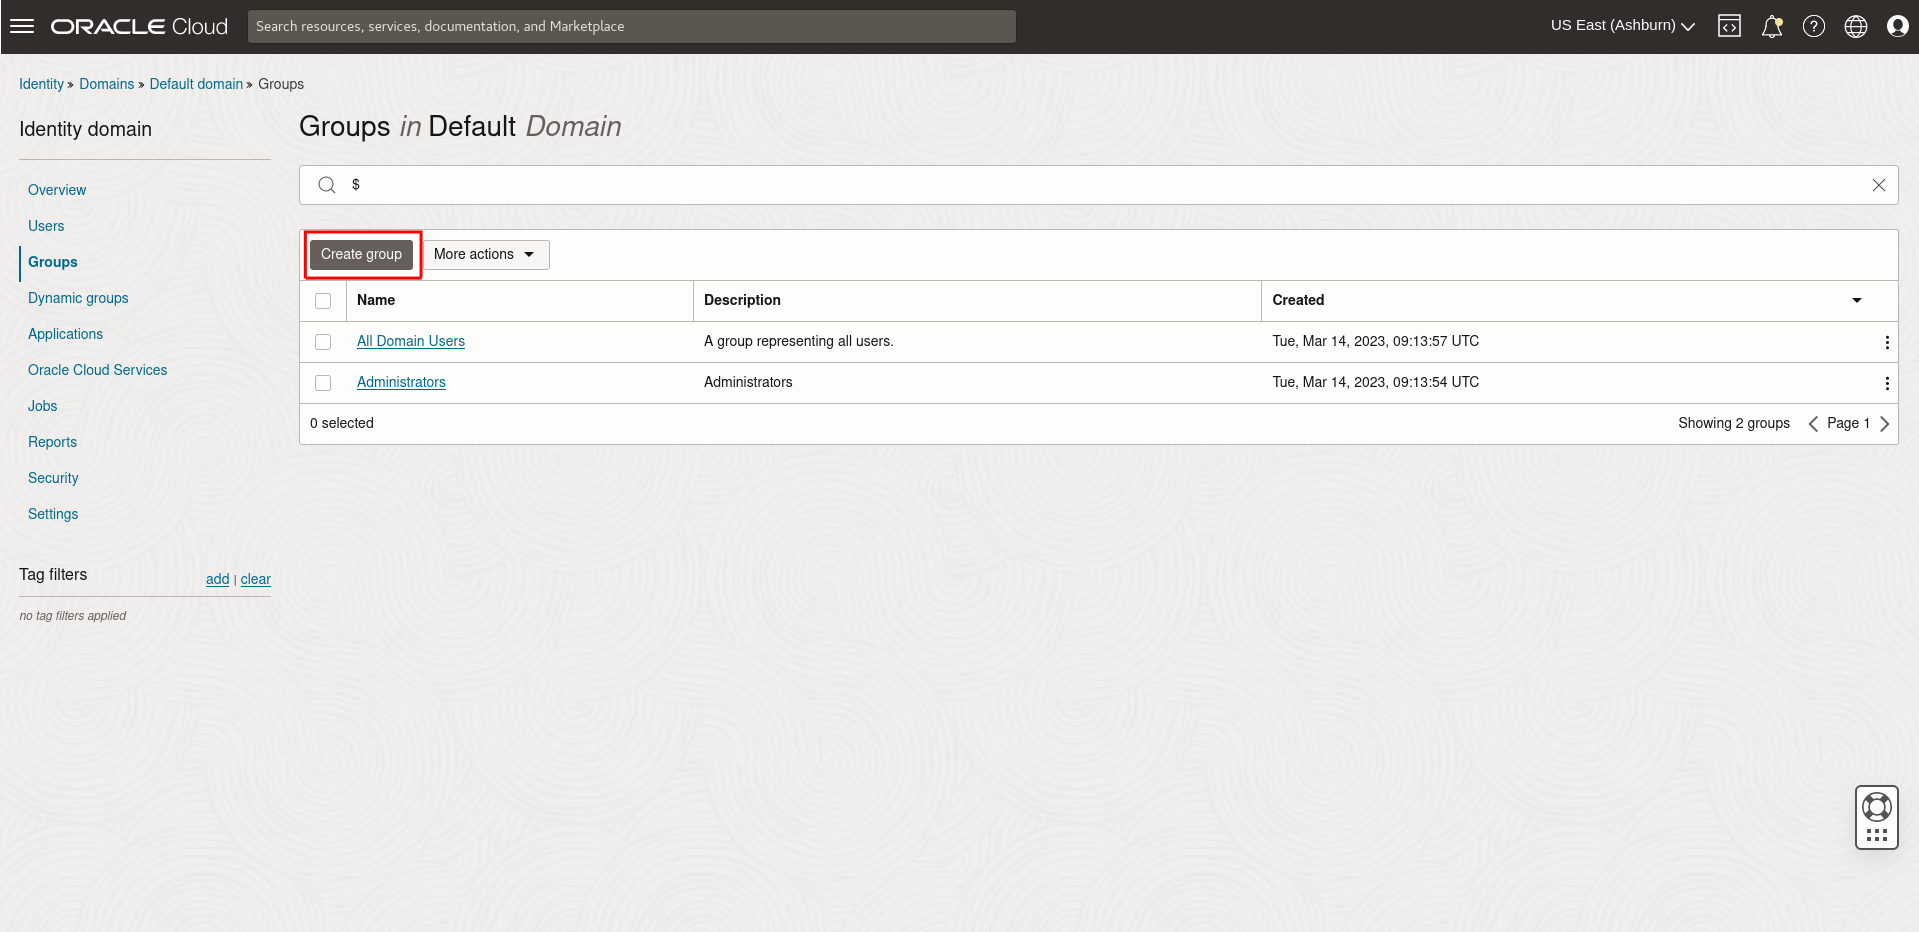 ORACLE Cloud
Search resources, services, documentation, and Marketplace
US East (Ashburn)
Identity » Domains » Default domain » Groups
Identity domain
Overview
Users
Groups
Dynamic groups
Applications
Oracle Cloud Services
Jobs
Reports
Security
Settings
Tag filters
add | clear
no tag filters applied
Groups in Default Domain
$
Create group
More actions
Name Description Created
All Domain Users A group representing all users. Tue, Mar 14, 2023, 09:13:57 UTC
Administrators Administrators Tue, Mar 14, 2023, 09:13:54 UTC
0 selected
Showing 2 groups
Page 1